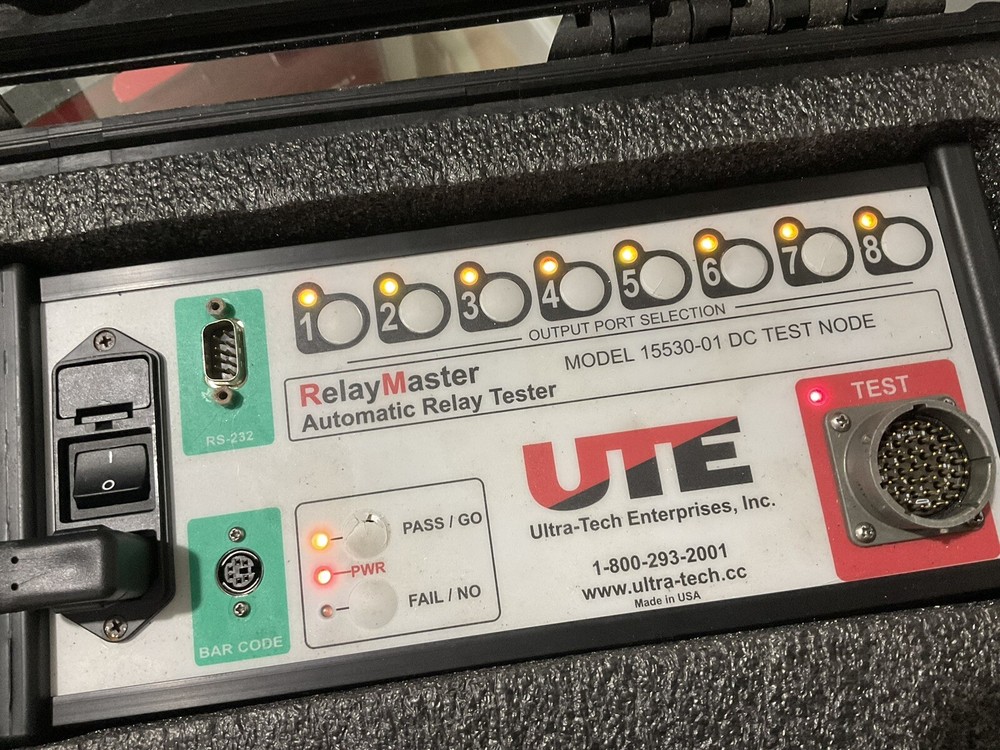 1 2 3 4 5 6 7 8
OUTPUT PORT SELECTION
RS-232
RelayMaster
Automatic Relay Tester
MODEL 15530-01 DC TEST NODE
TEST
UTE
Ultra-Tech Enterprises, Inc.
1-800-293-2001
www.ultra-tech.cc
Made in USA
PASS / GO
PWR
FAIL / NO
BAR CODE